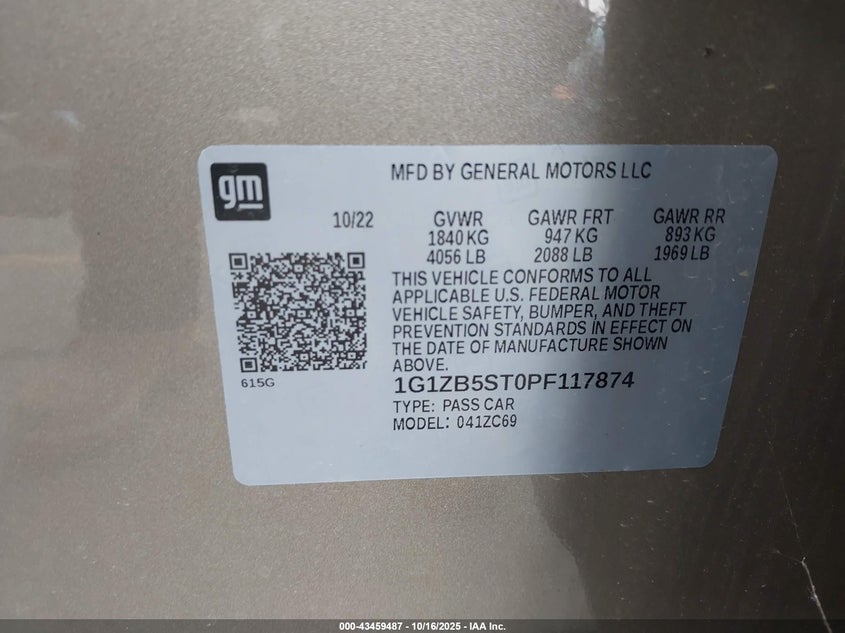 gm
MFD BY GENERAL MOTORS LLC
10/22 GVWR GAWR FRT GAWR RR
1840 KG 947 KG 893 KG
4056 LB 2088 LB 1969 LB
THIS VEHICLE CONFORMS TO ALL
APPLICABLE U.S. FEDERAL MOTOR
VEHICLE SAFETY, BUMPER, AND THEFT
PREVENTION STANDARDS IN EFFECT ON
THE DATE OF MANUFACTURE SHOWN
ABOVE.
615G
1G1ZB5ST0PF117874
TYPE: PASS CAR
MODEL: 041ZC69
000-43459487 - 10/16/2025 - IAA Inc.